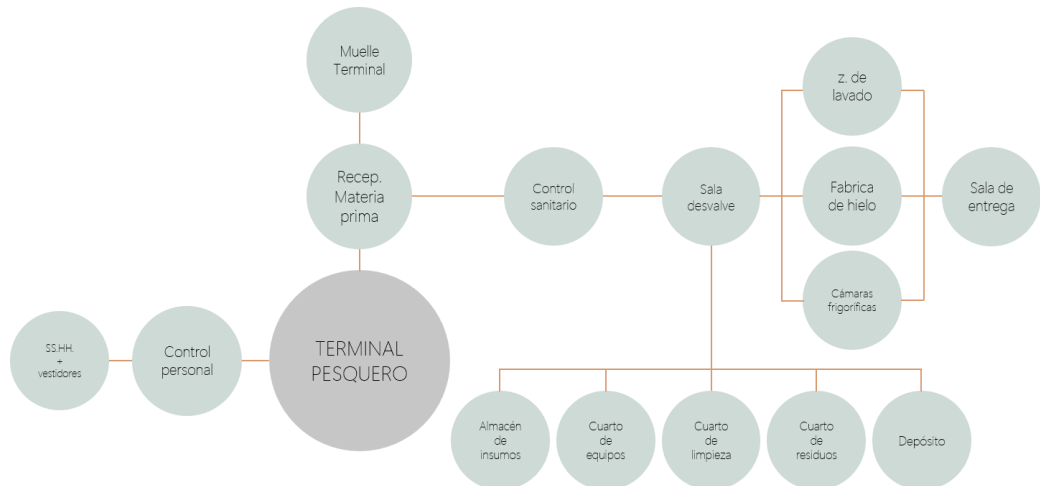 Muelle
Terminal
z. de
lavado
Recep.
Materia
prima
Control
sanitario
Sala
desvalve
Fabrica
de hielo
Sala de
entrega
Cámaras
frigoríficas
SS.HH.
+
vestidores
Control
personal
TERMINAL
PESQUERO
Almacén
de
insumos
Cuarto
de
equipos
Cuarto
de
limpieza
Cuarto
de
residuos
Depósito